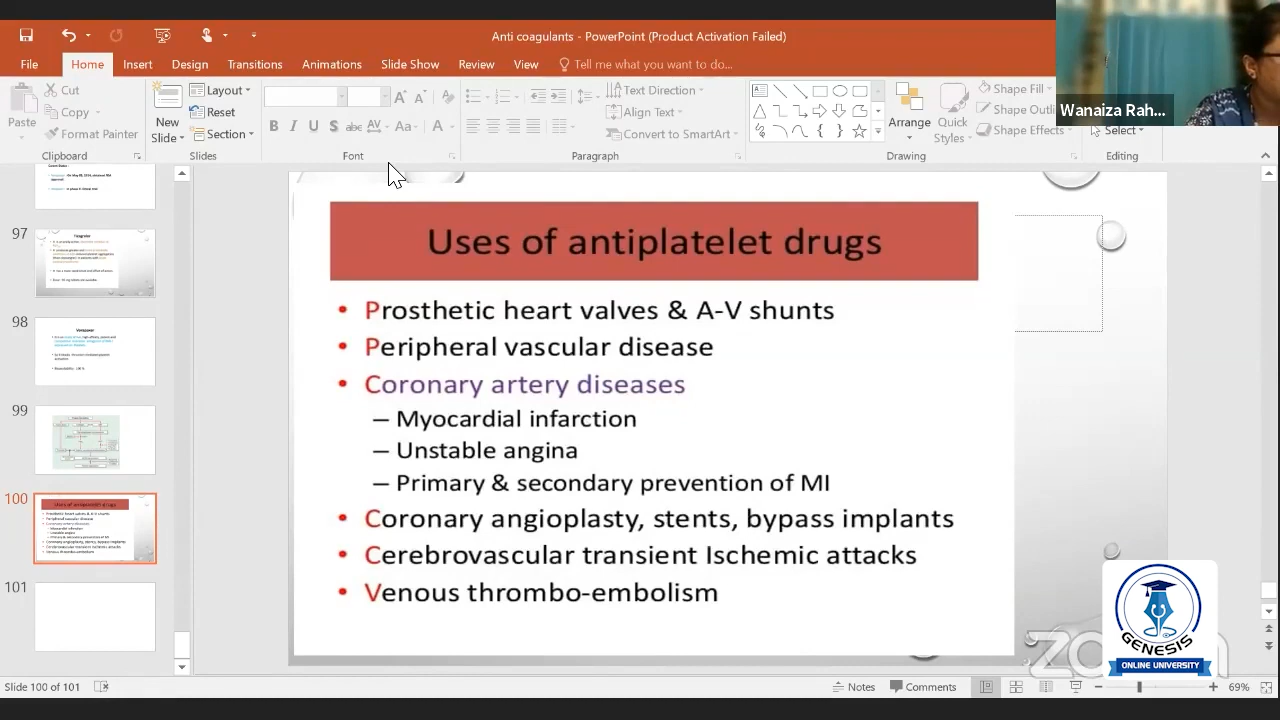 Anti coagulants - PowerPoint (Product Activation Failed)
File Home Insert Design Transitions Animations Slide Show Review View Tell me what you want to do...
Paste
Cut
Copy
Format Painter
Clipboard
New
Slide
Layout
Reset
Section
Slides
Font
Text Direction
Align Text
Convert to SmartArt
Paragraph
Arrange
Quick
Styles
Shape Fill
Shape Effects
Drawing
Select
Editing
Wanaiza Rah...
97
98
99
100
101
Uses of antiplatelet drugs
• Prosthetic heart valves & A-V shunts
• Peripheral vascular disease
• Coronary artery diseases
– Myocardial infarction
– Unstable angina
– Primary & secondary prevention of MI
• Coronary angioplasty, stents, bypass implants
• Cerebrovascular transient Ischemic attacks
• Venous thrombo-embolism
GENESIS
ONLINE UNIVERSITY
Slide 100 of 101
Notes
Comments
69%